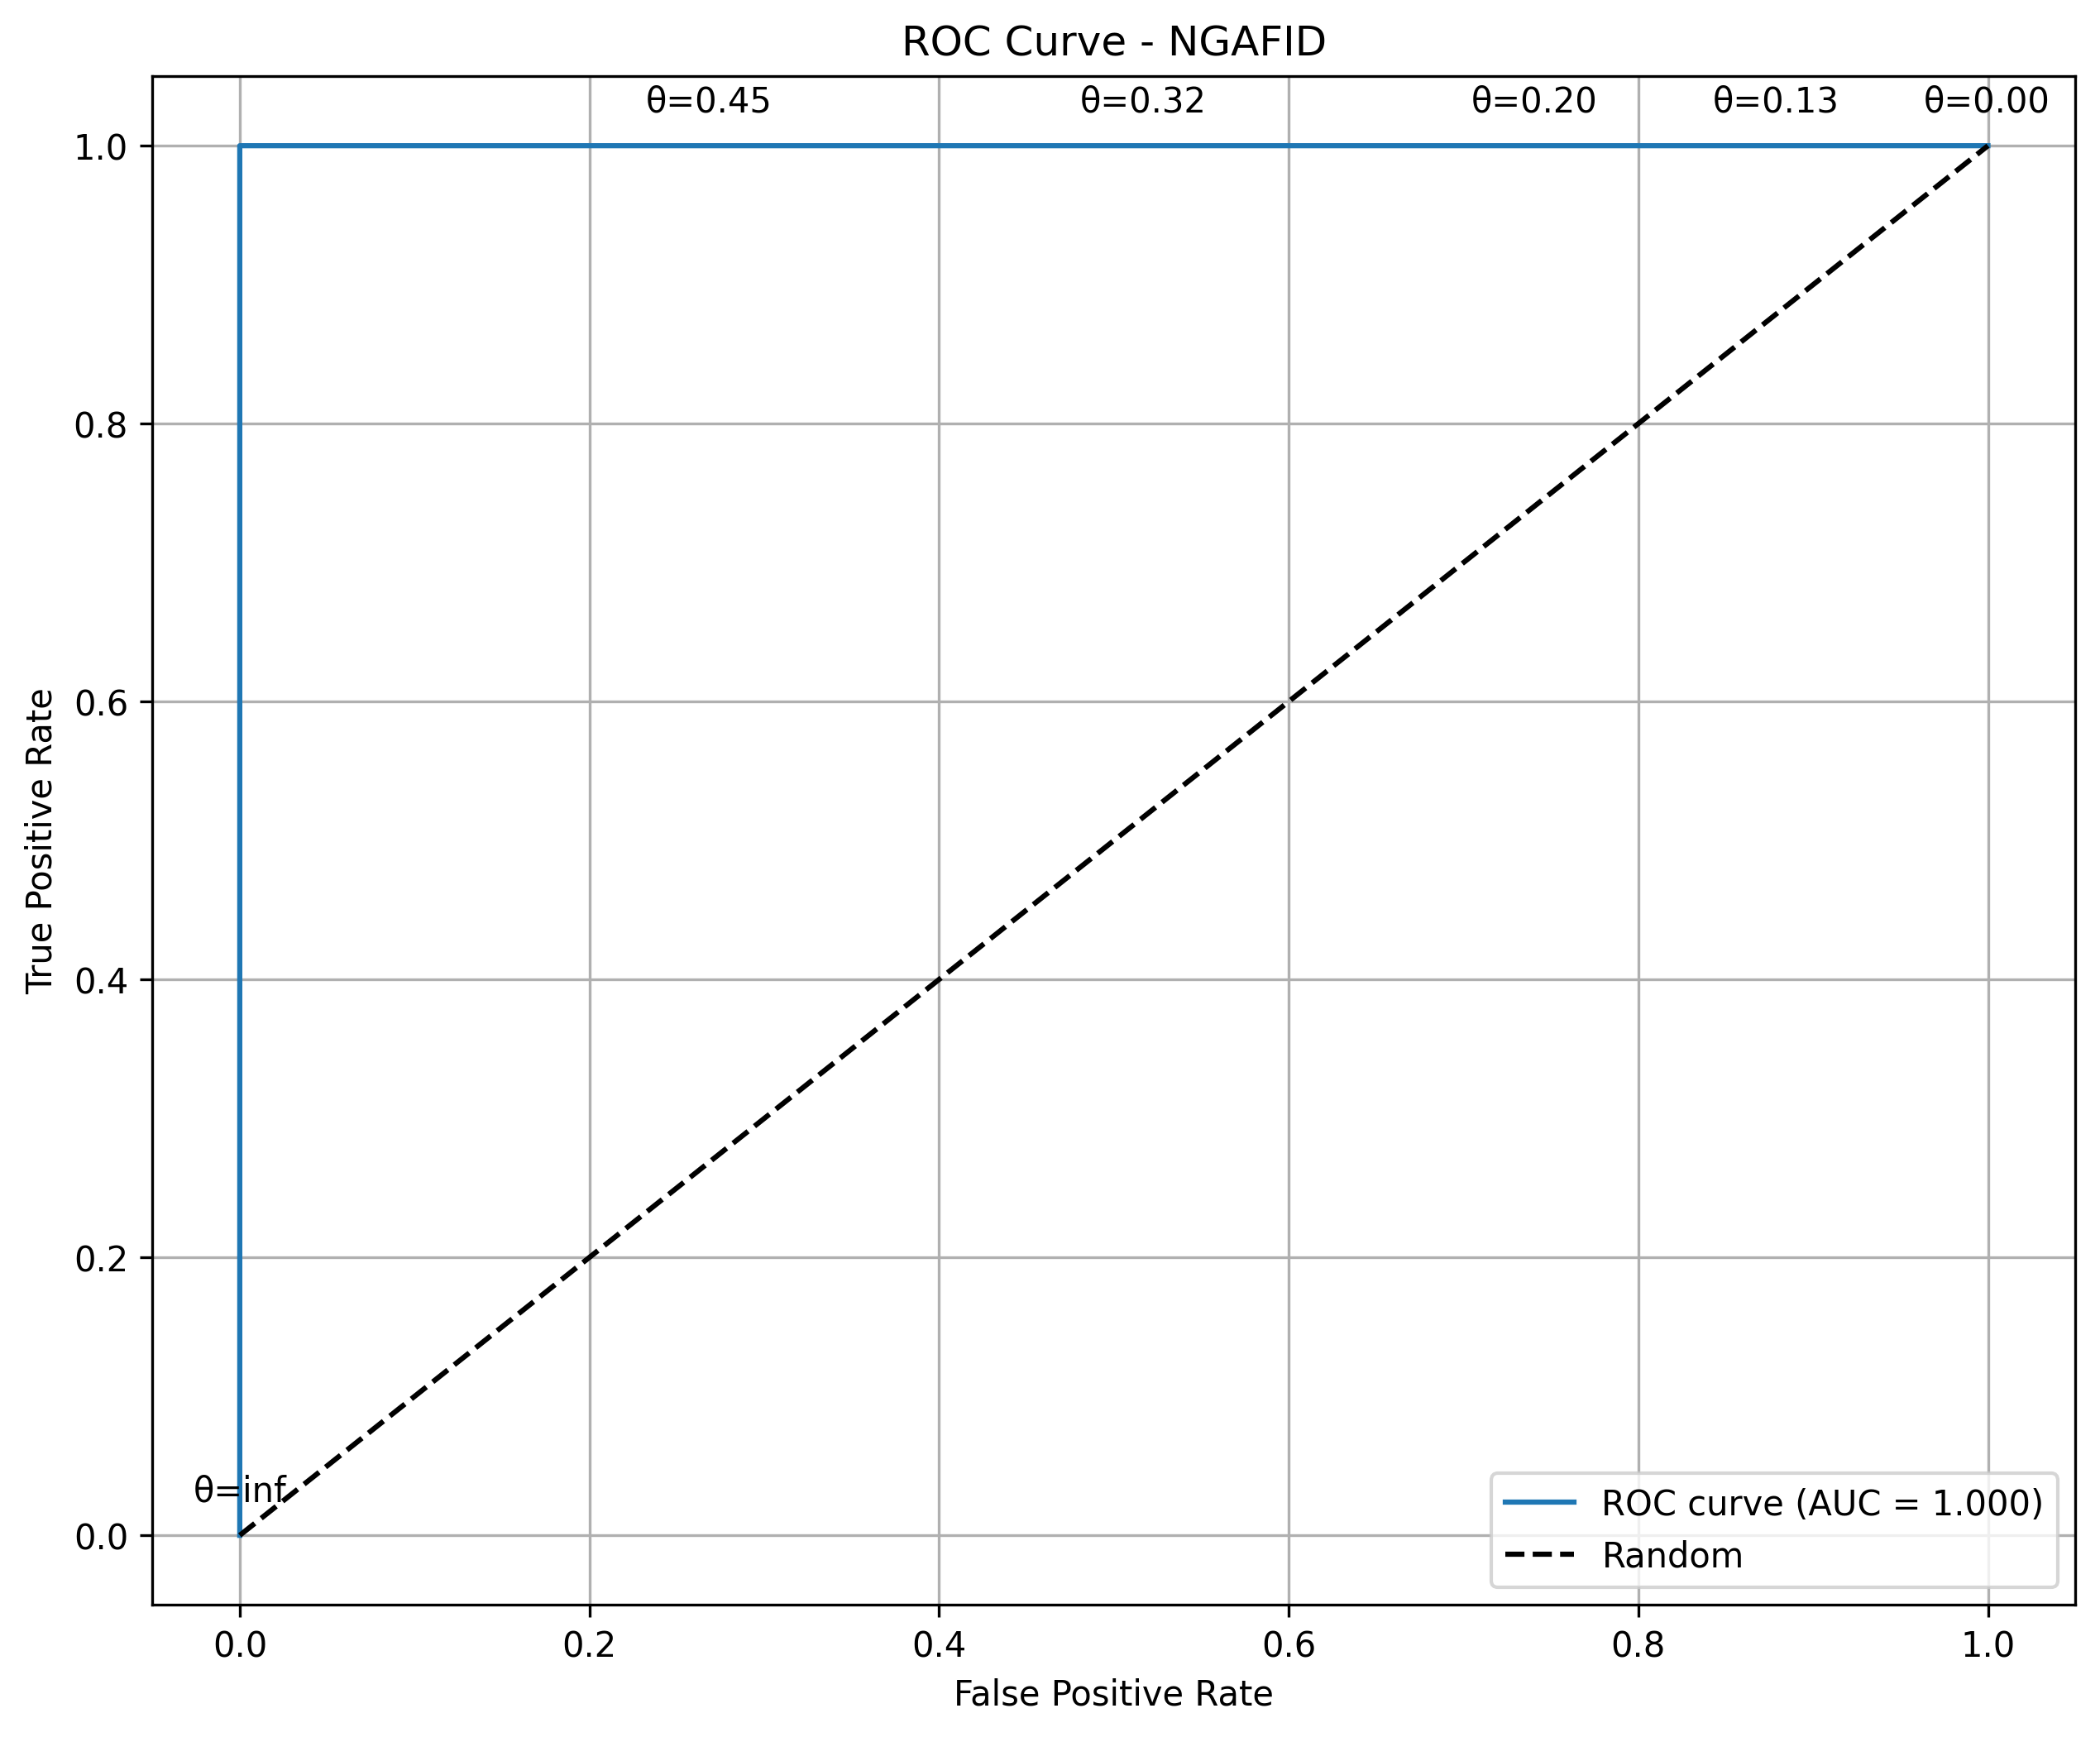 ROC Curve - NGAFID
θ=0.45
θ=0.32
θ=0.20
θ=0.13
θ=0.00
1.0
0.8
0.6
0.4
0.2
0.0
True Positive Rate
θ=inf
ROC curve (AUC = 1.000)
Random
0.0
0.2
0.4
0.6
0.8
1.0
False Positive Rate